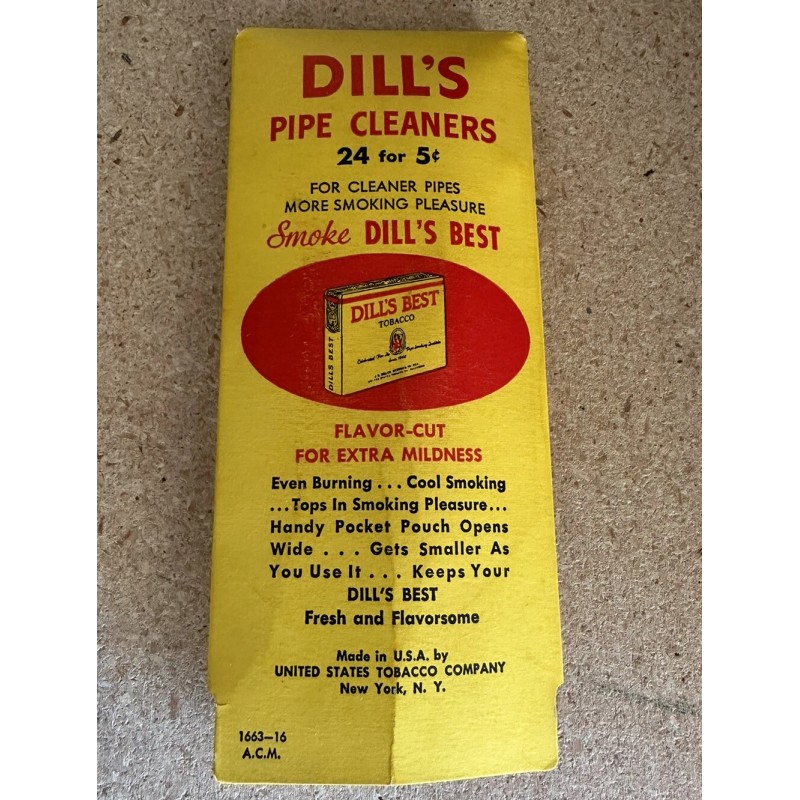 DILL'S
PIPE CLEANERS
24 for 5¢
FOR CLEANER PIPES
MORE SMOKING PLEASURE
Smoke DILL'S BEST
DILL'S BEST
TOBACCO
DILLS BEST
FLAVOR-CUT
FOR EXTRA MILDNESS
Even Burning . . . Cool Smoking
...Tops In Smoking Pleasure...
Handy Pocket Pouch Opens
Wide . . . Gets Smaller As
You Use It . . . Keeps Your
DILL'S BEST
Fresh and Flavorsome
Made in U.S.A. by
UNITED STATES TOBACCO COMPANY
New York, N. Y.
1663–16
A.C.M.